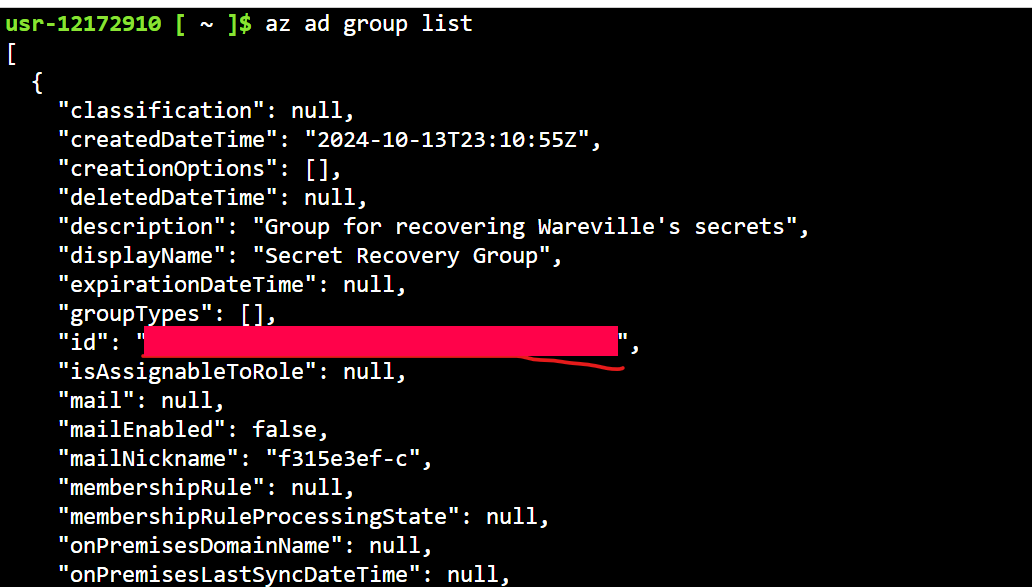 usr-12172910 [ ~ ]$ az ad group list
[
  {
    "classification": null,
    "createdDateTime": "2024-10-13T23:10:55Z",
    "creationOptions": [],
    "deletedDateTime": null,
    "description": "Group for recovering Wareville's secrets",
    "displayName": "Secret Recovery Group",
    "expirationDateTime": null,
    "groupTypes": [],
    "id": "",
    "isAssignableToRole": null,
    "mail": null,
    "mailEnabled": false,
    "mailNickname": "f315e3ef-c",
    "membershipRule": null,
    "membershipRuleProcessingState": null,
    "onPremisesDomainName": null,
    "onPremisesLastSyncDateTime": null,